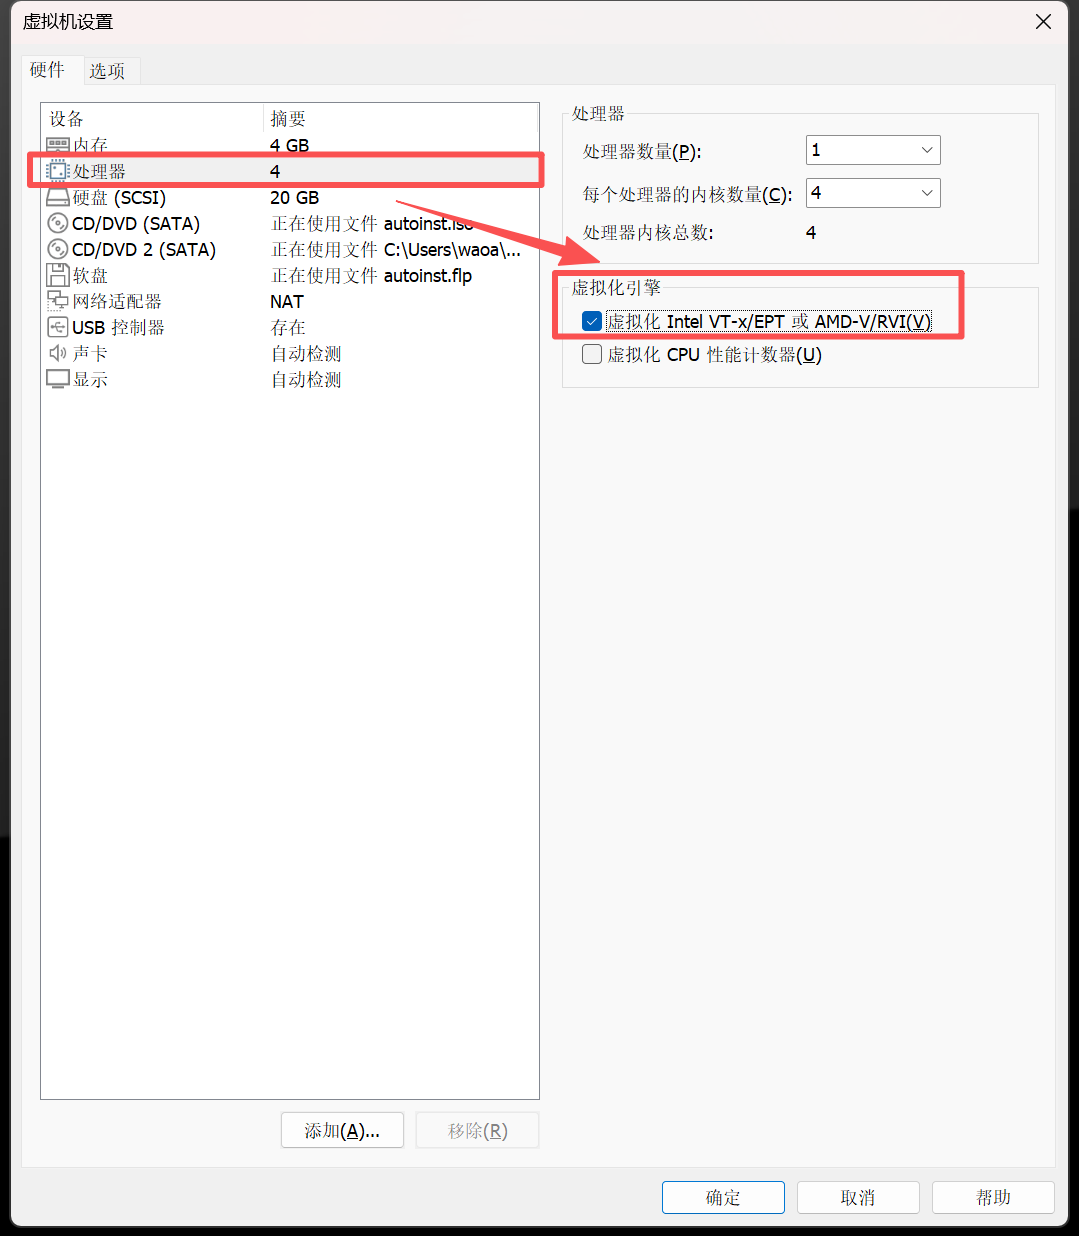 虚拟机设置
硬件 选项
设备 摘要
内存 4 GB
处理器 4
硬盘 (SCSI) 20 GB
CD/DVD (SATA) 正在使用文件 autoinst.iso
CD/DVD 2 (SATA) 正在使用文件 C:\Users\waoa\...
软盘 正在使用文件 autoinst.flp
网络适配器 NAT
USB 控制器 存在
声卡 自动检测
显示 自动检测
添加(A)... 移除(R)
处理器
处理器数量(P): 1
每个处理器的内核数量(C): 4
处理器内核总数: 4
虚拟化引擎
虚拟化 Intel VT-x/EPT 或 AMD-V/RVI(V)
虚拟化 CPU 性能计数器(U)
确定 取消 帮助